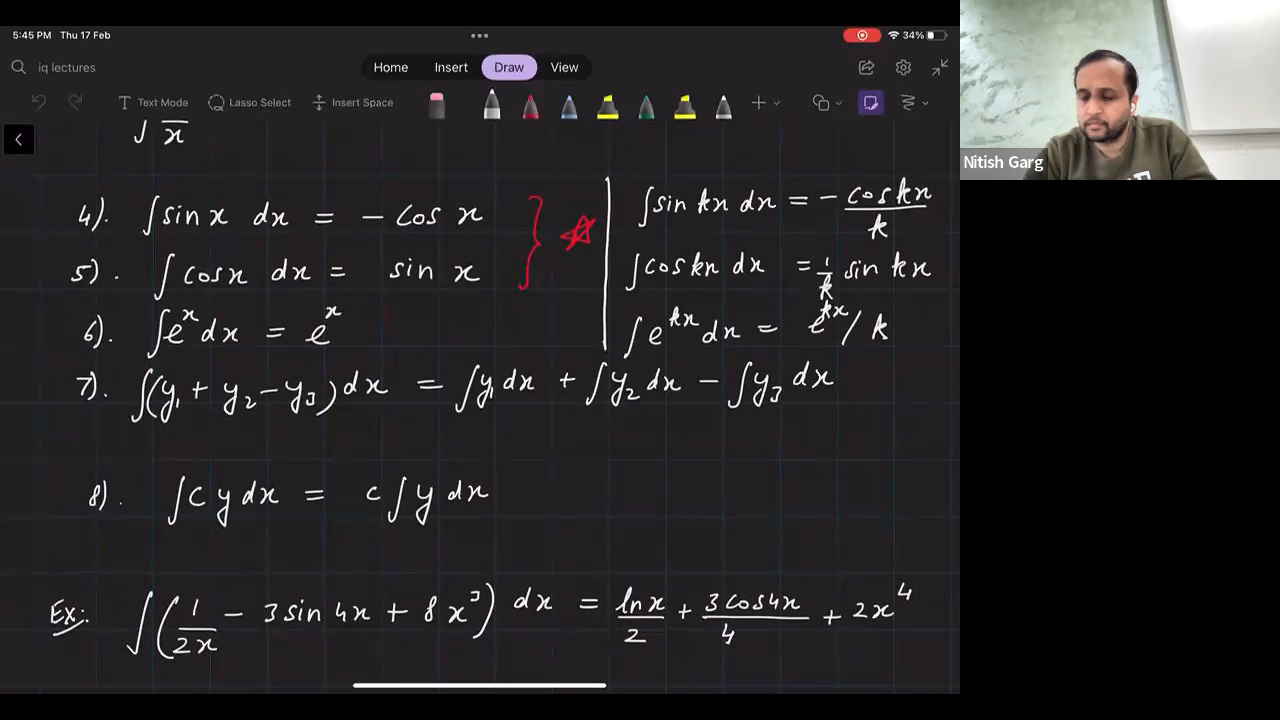 5:45 PM Thu 17 Feb
34%
iq lectures
Home Insert Draw View
Text Mode Lasso Select Insert Space
∫ x̅
4). ∫ sin x dx = - cos x
∫ sin kx dx = - cos kx / k
5). ∫ cos x dx = sin x
∫ cos kx dx = 1/k sin kx
6). ∫ eˣ dx = eˣ
∫ e^kx dx = e^kx / k
7). ∫(y₁ + y₂ - y₃) dx = ∫ y₁ dx + ∫ y₂ dx - ∫ y₃ dx
8). ∫ c y dx = c ∫ y dx
Ex: ∫ (1/2x - 3 sin 4x + 8x³) dx = ln x / 2 + 3 cos 4x / 4 + 2x⁴
Nitish Garg